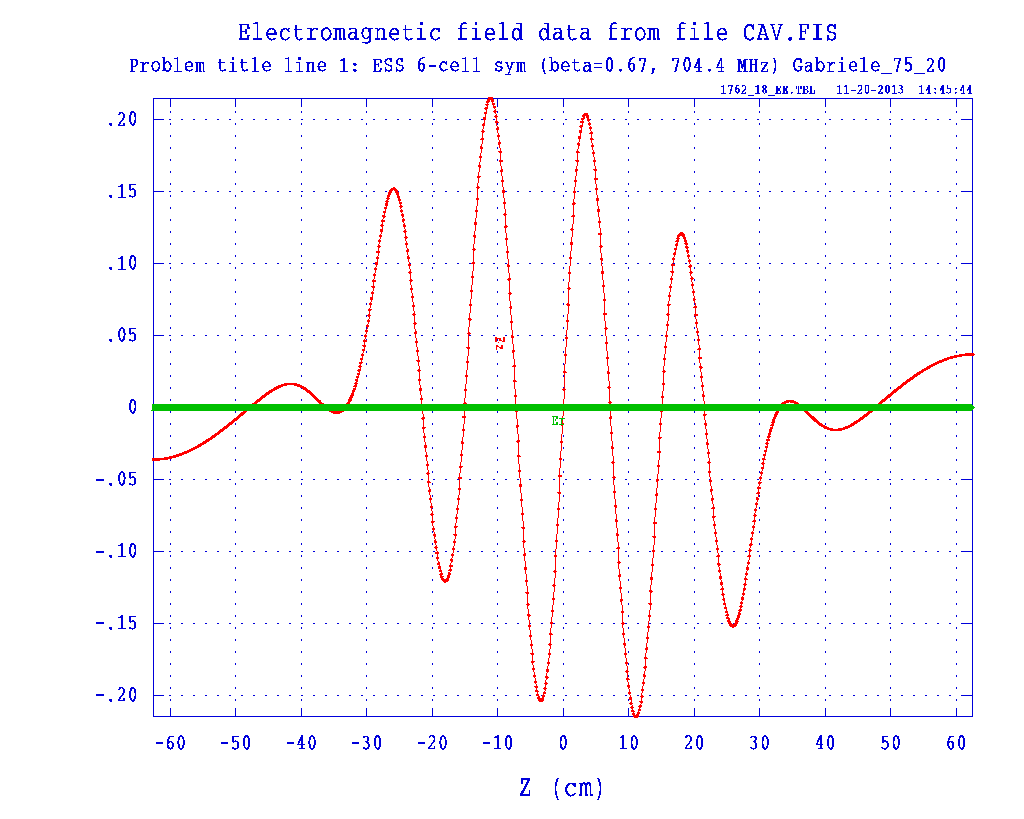 Electromagnetic field data from file CAV.FIS
Problem title line 1: ESS 6-cell sym (beta=0.67, 704.4 MHz) Gabriele_75_20
1762_18_EE.TBL 11-20-2013 14:45:44
.20
.15
.10
.05
0
-.05
-.10
-.15
-.20
-60 -50 -40 -30 -20 -10 0 10 20 30 40 50 60
Z (cm)